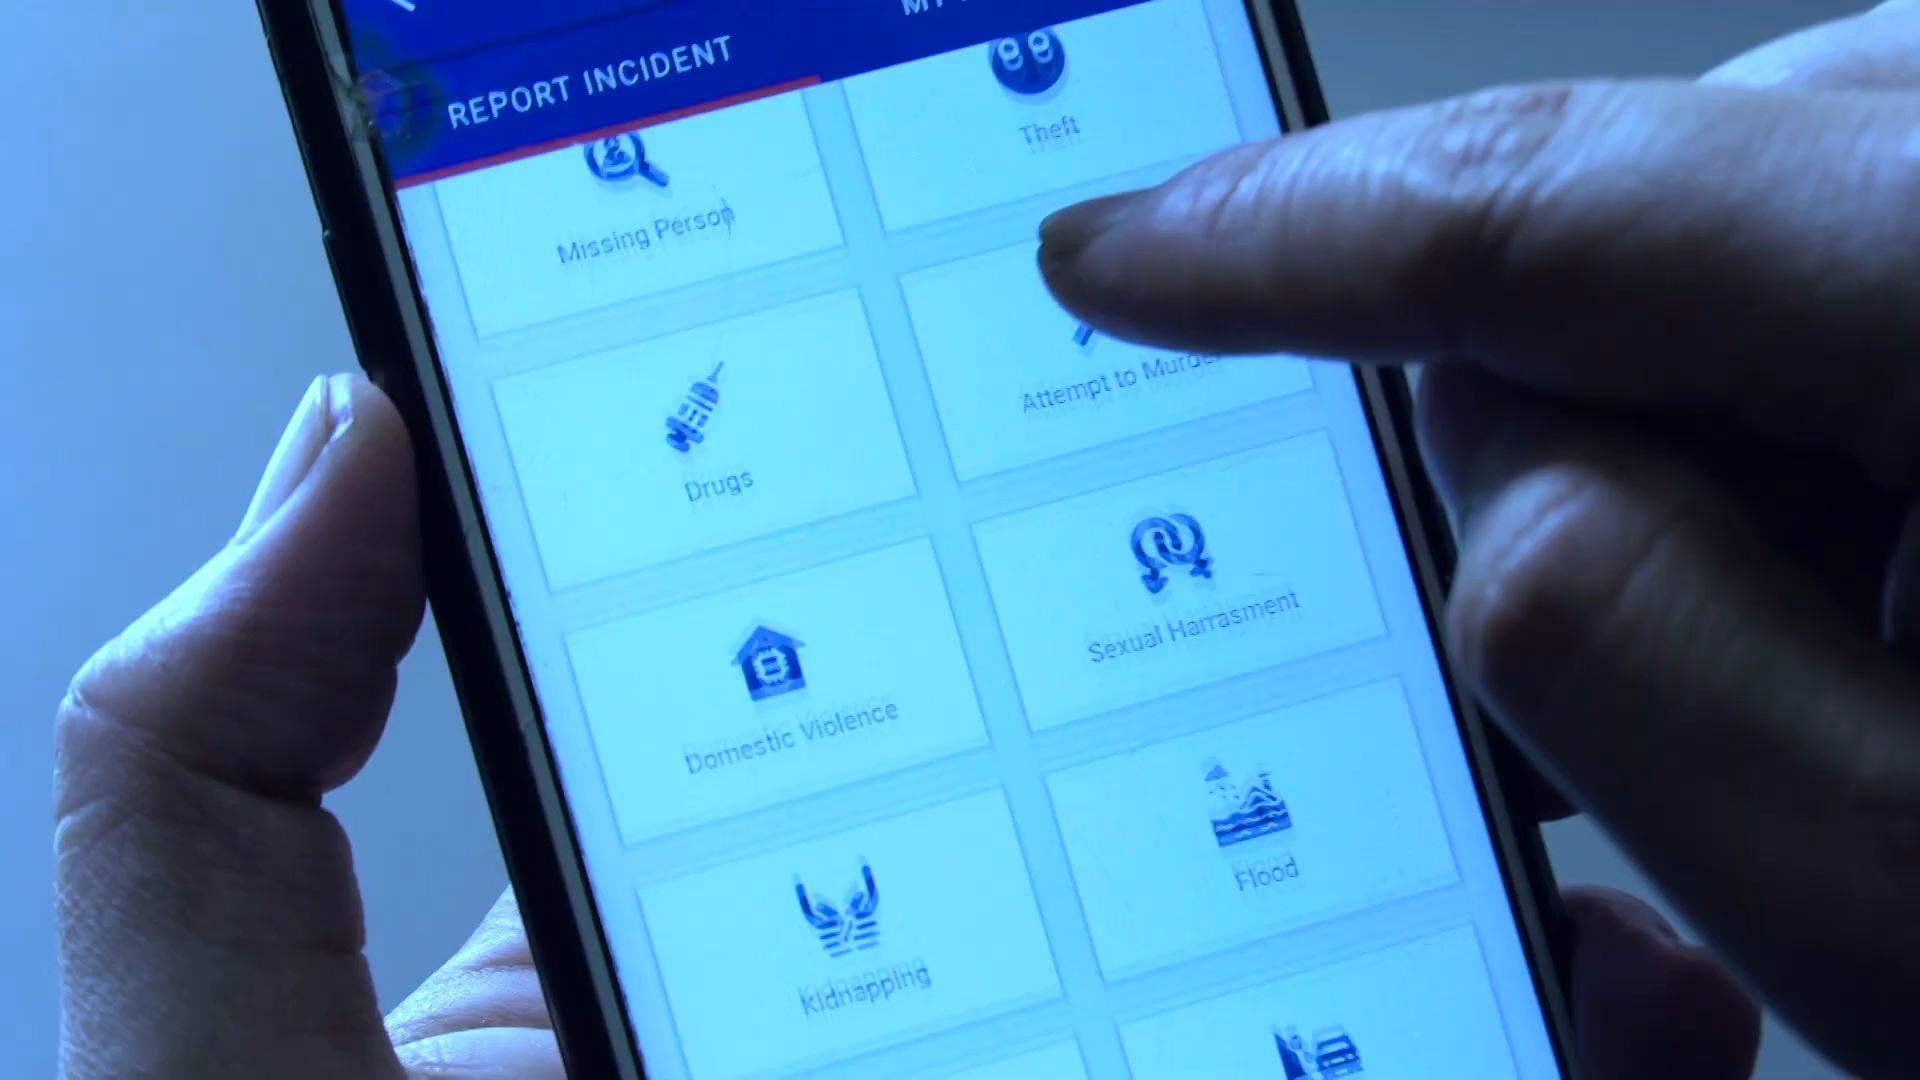 REPORT INCIDENT
Theft
Missing Person
Attempt to Murder
Drugs
Sexual Harrasment
Domestic Violence
Flood
Kidnapping